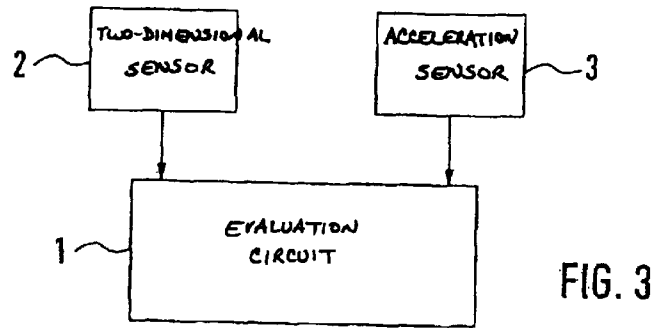 TWO-DIMENSIONAL
SENSOR
2
ACCELERATION
SENSOR
3
EVALUATION
CIRCUIT
1
FIG. 3